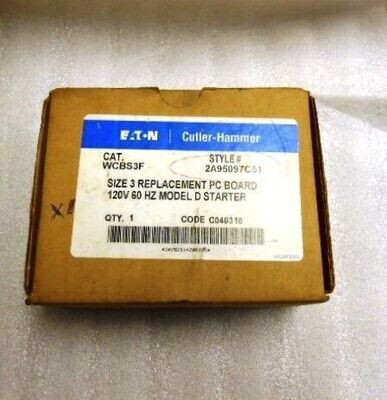 EATON Cutler-Hammer
CAT. STYLE#
WCBS3F 2A95097C51
SIZE 3 REPLACEMENT PC BOARD
120V 60 HZ MODEL D STARTER
QTY. 1 CODE C040310